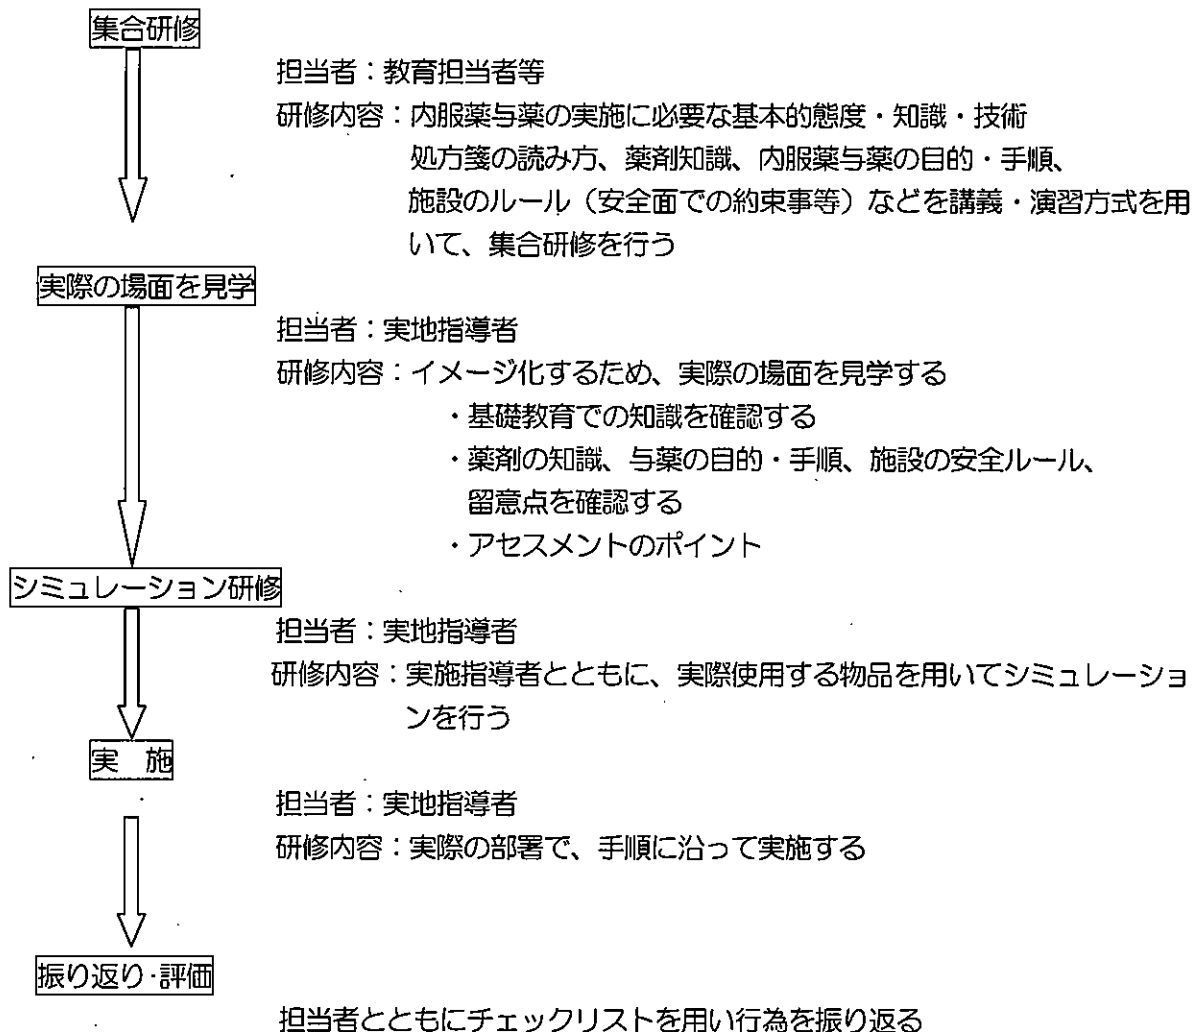 集合研修
担当者：教育担当者等
研修内容：内服薬与薬の実施に必要な基本的態度・知識・技術
処方箋の読み方、薬剤知識、内服薬与薬の目的・手順、
施設のルール（安全面での約束事等）などを講義・演習方式を用
いて、集合研修を行う
実際の場面を見学
担当者：実地指導者
研修内容：イメージ化するため、実際の場面を見学する
・基礎教育での知識を確認する
・薬剤の知識、与薬の目的・手順、施設の安全ルール、
留意点を確認する
・アセスメントのポイント
シミュレーション研修
担当者：実地指導者
研修内容：実施指導者とともに、実際使用する物品を用いてシミュレーショ
ンを行う
実　施
担当者：実地指導者
研修内容：実際の部署で、手順に沿って実施する
振り返り・評価
担当者とともにチェックリストを用い行為を振り返る